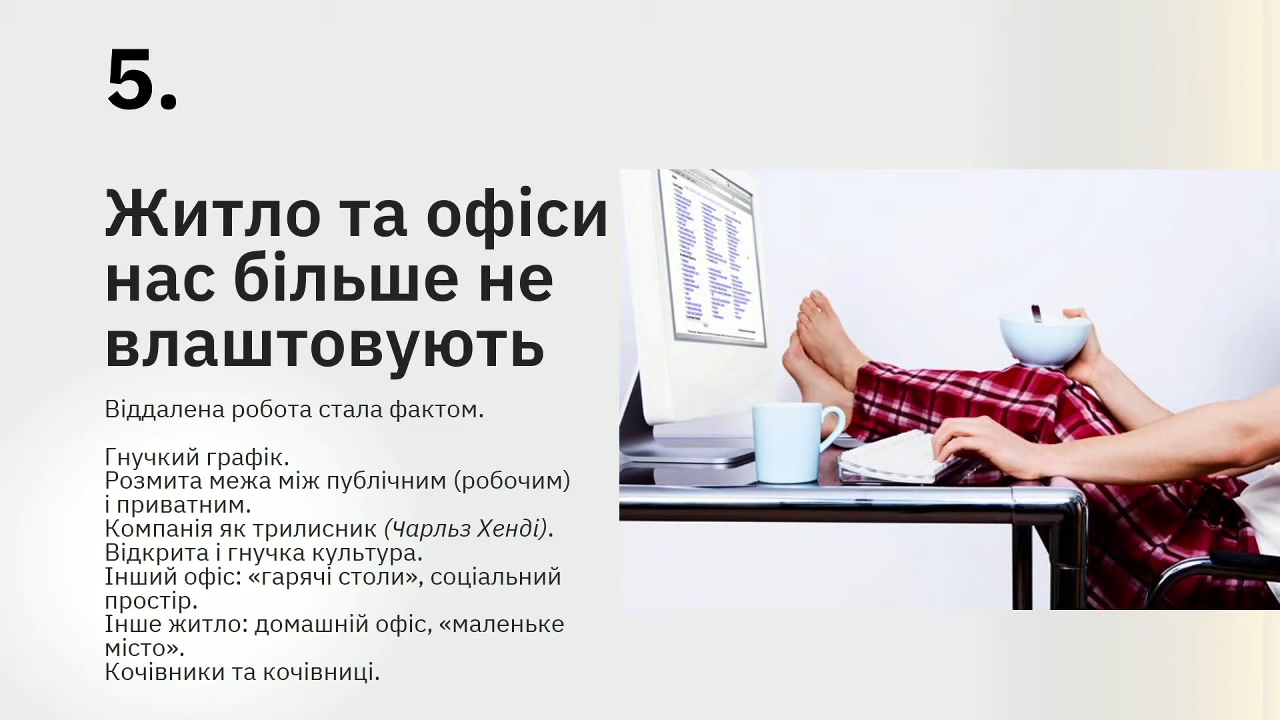 5.
Житло та офіси
нас більше не
влаштовують
Віддалена робота стала фактом.
Гнучкий графік.
Розмита межа між публічним (робочим)
і приватним.
Компанія як трилисник (Чарльз Хенді).
Відкрита і гнучка культура.
Інший офіс: «гарячі столи», соціальний
простір.
Інше житло: домашній офіс, «маленьке
місто».
Кочівники та кочівниці.